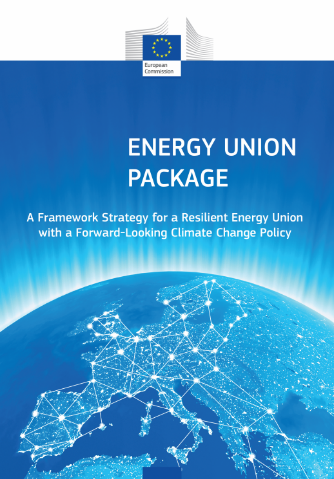 European
Commission
ENERGY UNION
PACKAGE
A Framework Strategy for a Resilient Energy Union
with a Forward-Looking Climate Change Policy